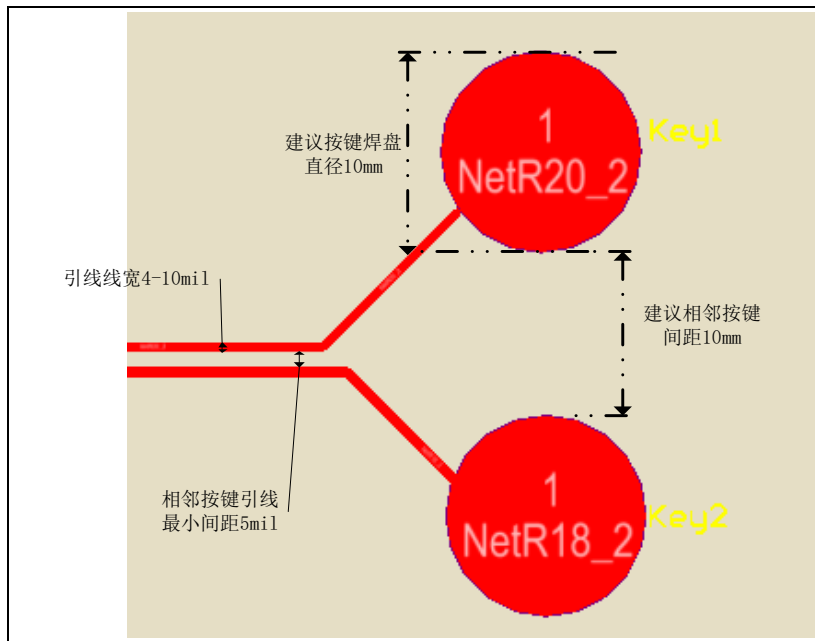 建议按键焊盘
直径10mm
1
NetR20_2
Key1
引线线宽4-10mil
建议相邻按键
间距10mm
相邻按键引线
最小间距5mil
1
NetR18_2
Key2